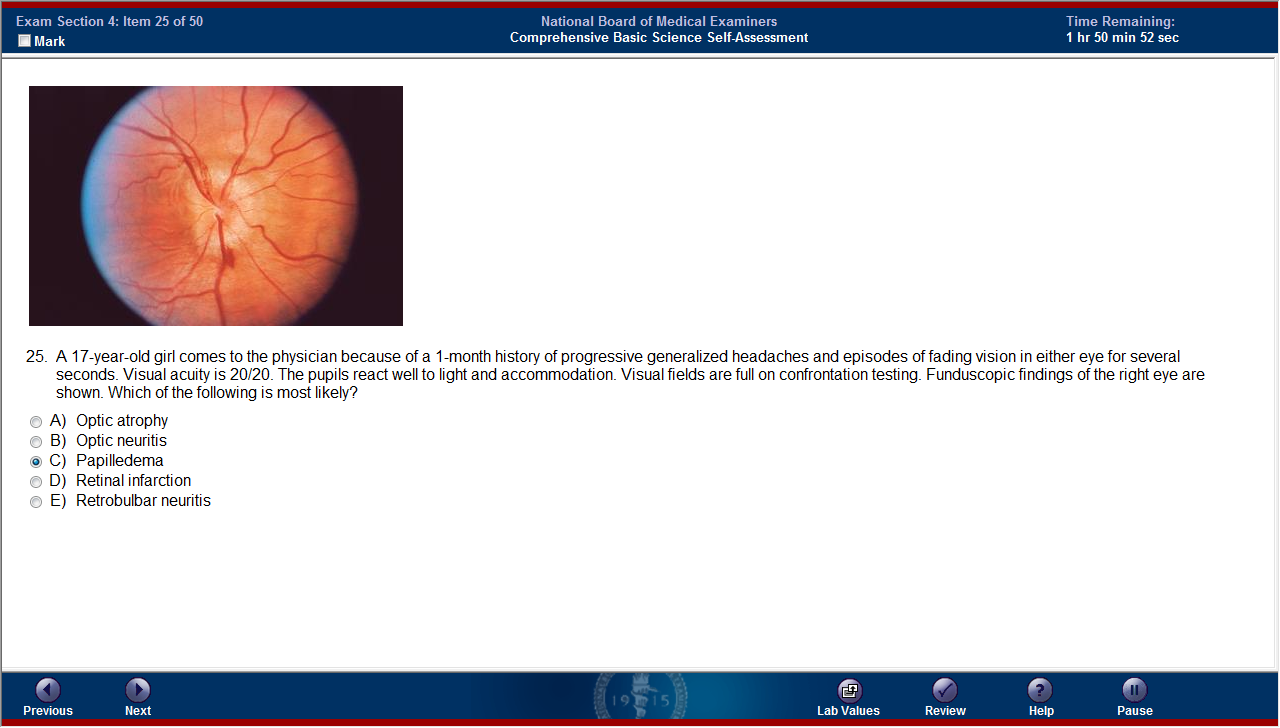 Exam Section 4: Item 25 of 50
National Board of Medical Examiners
Time Remaining:
Mark
Comprehensive Basic Science Self-Assessment
1 hr 50 min 52 sec
25. A 17-year-old girl comes to the physician because of a 1-month history of progressive generalized headaches and episodes of fading vision in either eye for several
seconds. Visual acuity is 20/20. The pupils react well to light and accommodation. Visual fields are full on confrontation testing. Funduscopic findings of the right eye are
shown. Which of the following is most likely?
A) Optic atrophy
B) Optic neuritis
C) Papilledema
D) Retinal infarction
E) Retrobulbar neuritis
1915
Previous
Next
Lab Values
Review
Help
Pause